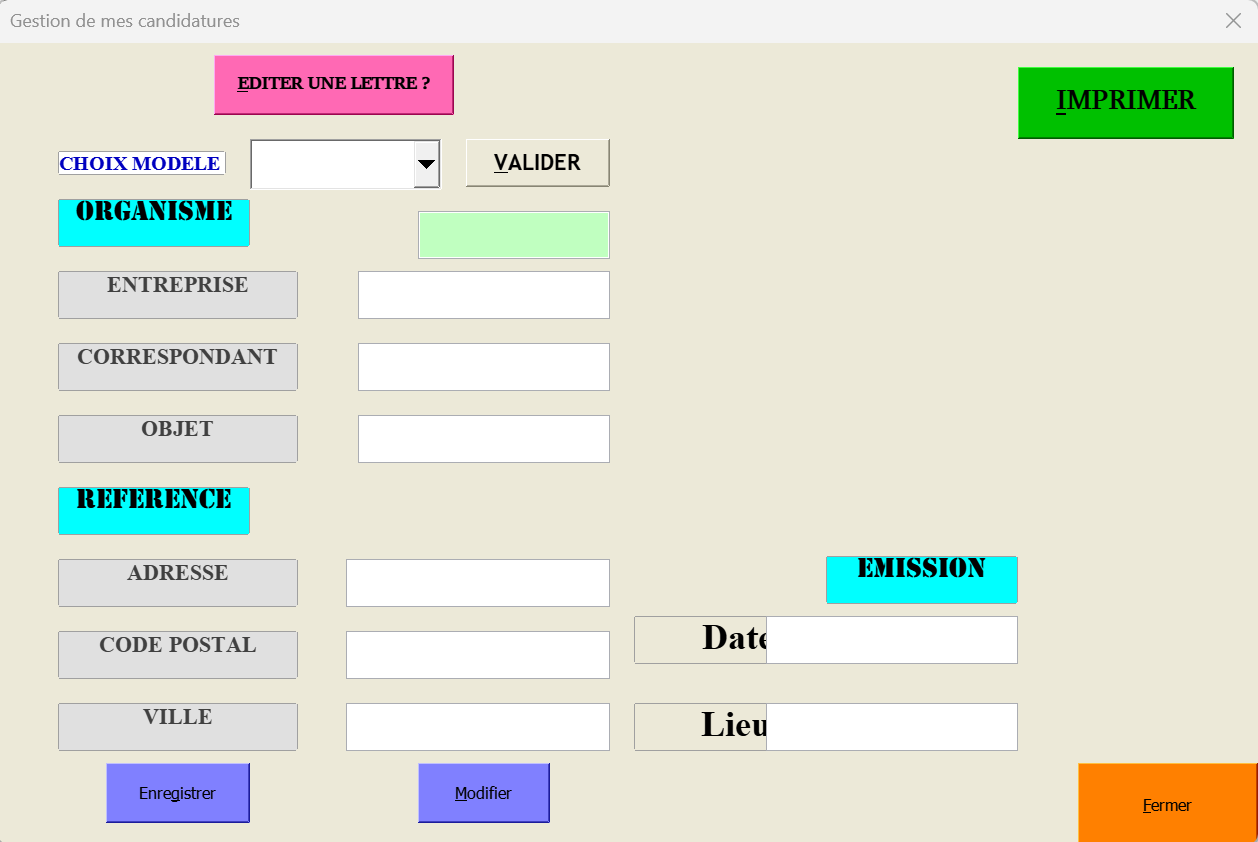 Gestion de mes candidatures
EDITER UNE LETTRE ?
IMPRIMER
CHOIX MODELE
VALIDER
ORGANISME
ENTREPRISE
CORRESPONDANT
OBJET
REFERENCE
ADRESSE
EMISSION
CODE POSTAL
Date
VILLE
Lieu
Enregistrer
Modifier
Fermer